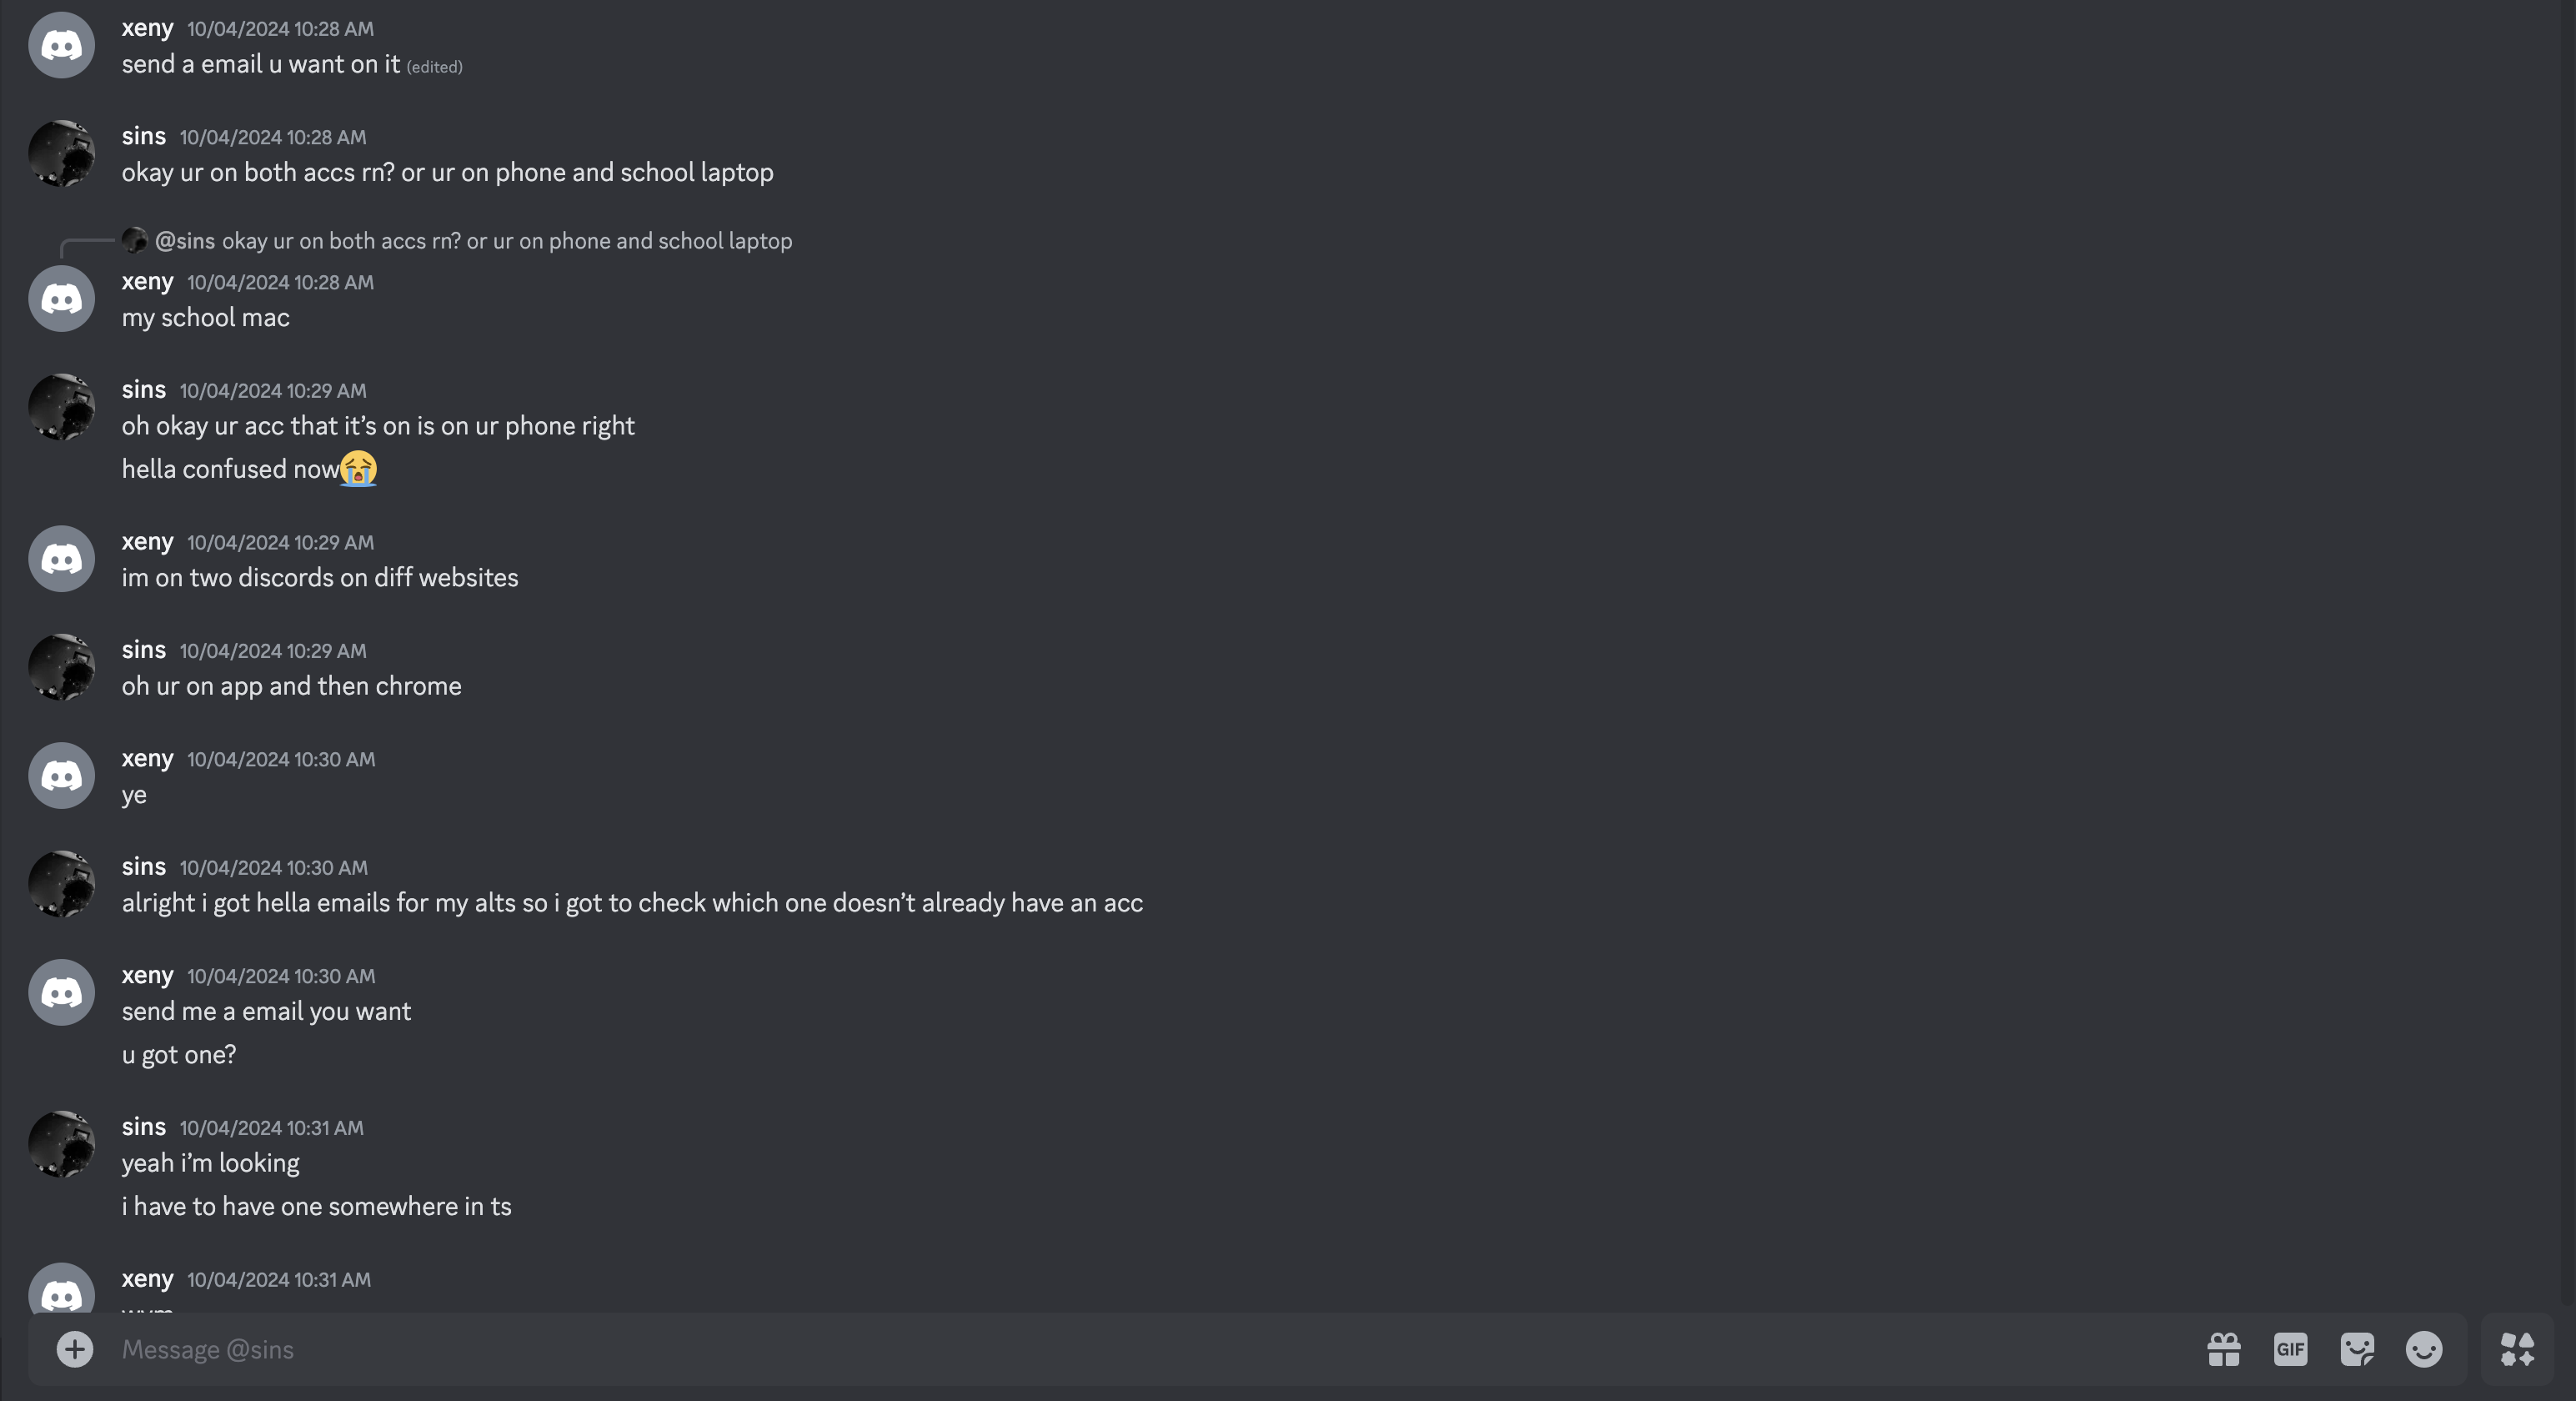 xeny 10/04/2024 10:28 AM
send a email u want on it (edited)
sins 10/04/2024 10:28 AM
okay ur on both accs rn? or ur on phone and school laptop
@sins okay ur on both accs rn? or ur on phone and school laptop
xeny 10/04/2024 10:28 AM
my school mac
sins 10/04/2024 10:29 AM
oh okay ur acc that it’s on is on ur phone right
hella confused now😭
xeny 10/04/2024 10:29 AM
im on two discords on diff websites
sins 10/04/2024 10:29 AM
oh ur on app and then chrome
xeny 10/04/2024 10:30 AM
ye
sins 10/04/2024 10:30 AM
alright i got hella emails for my alts so i got to check which one doesn’t already have an acc
xeny 10/04/2024 10:30 AM
send me a email you want
u got one?
sins 10/04/2024 10:31 AM
yeah i’m looking
i have to have one somewhere in ts
xeny 10/04/2024 10:31 AM
Message @sins
GIF